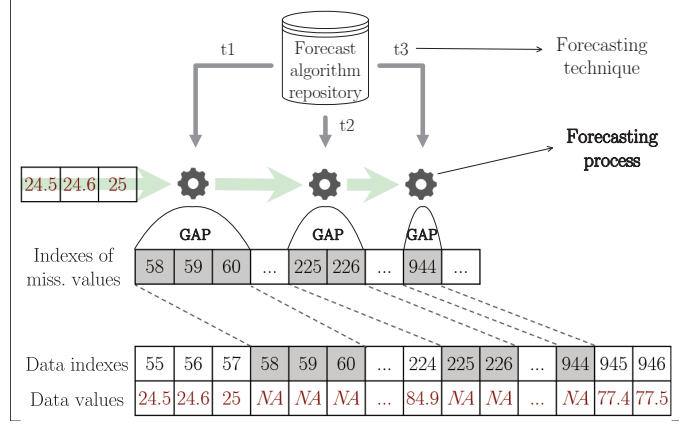 t1
Forecast
algorithm
repository
t3
Forecasting
technique
t2
Forecasting
process
24.5 24.6 25
GAP GAP GAP
Indexes of
miss. values
58 59 60 ... 225 226 ... 944 ...
Data indexes 55 56 57 58 59 60 ... 224 225 226 ... 944 945 946
Data values 24.5 24.6 25 NA NA NA ... 84.9 NA NA ... NA 77.4 77.5